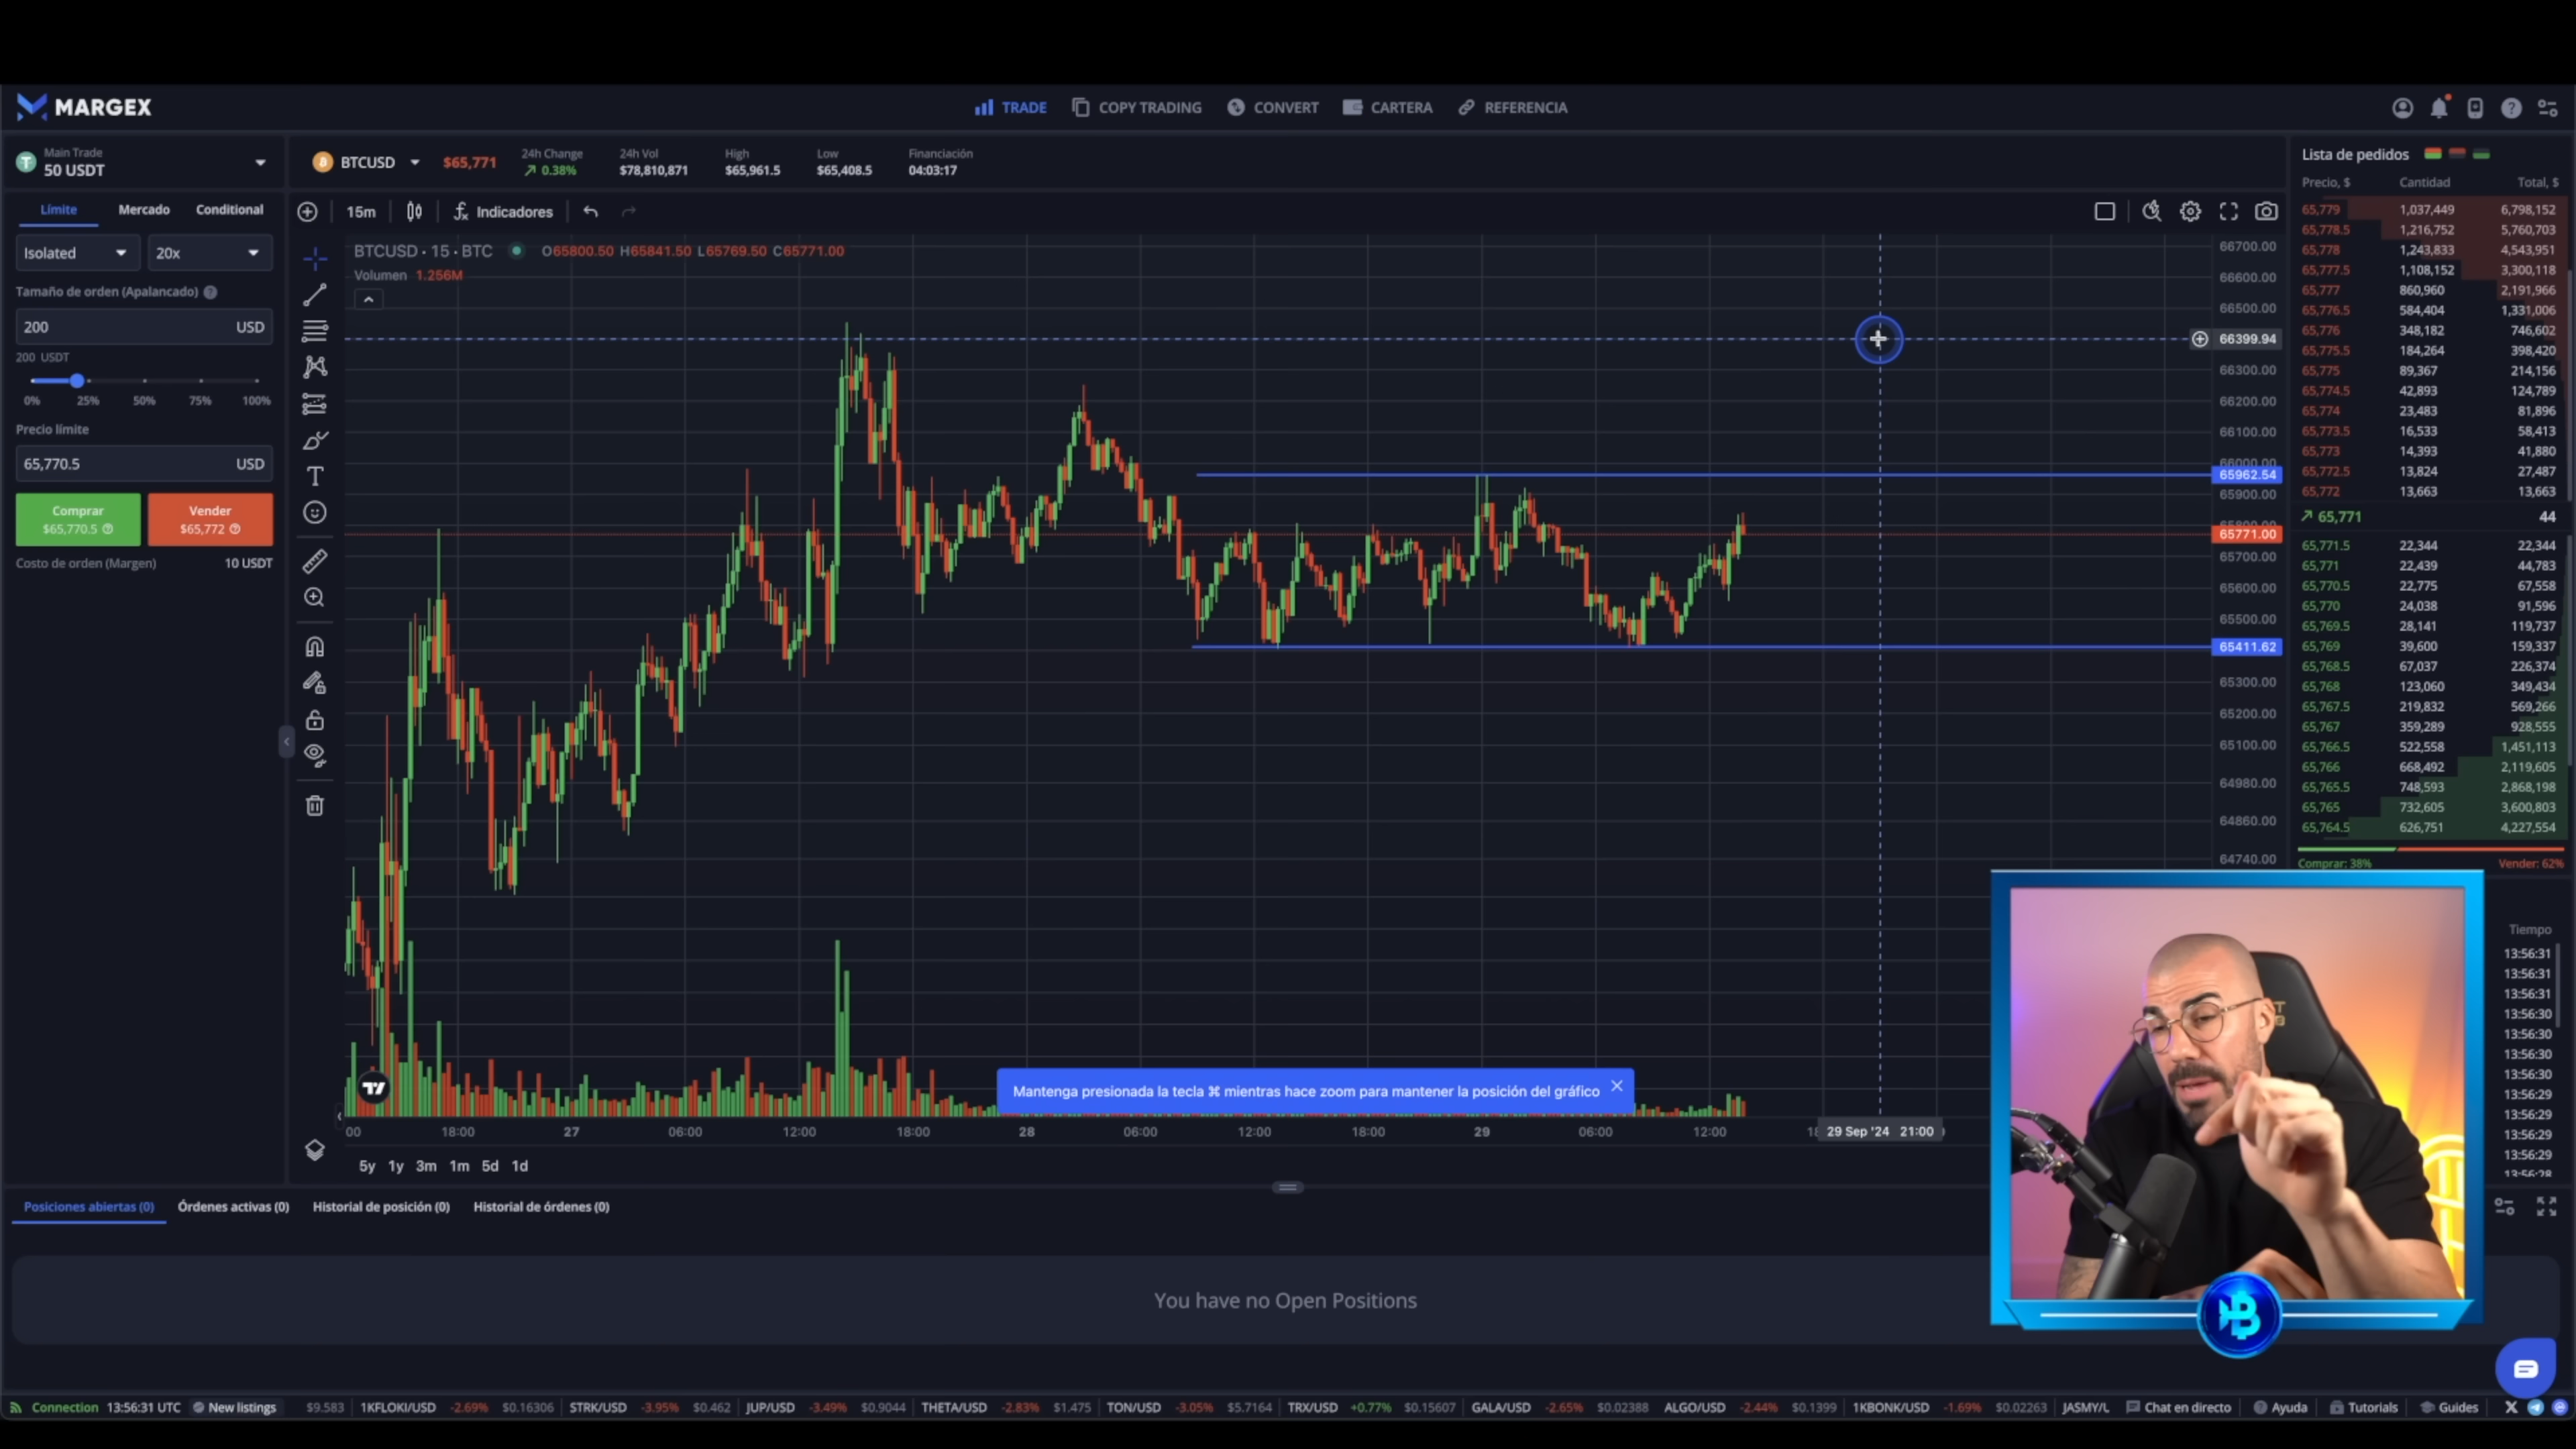 MARGEX
TRADE
COPY TRADING
CONVERT
CARTERA
REFERENCIA
Main Trade
50 USDT
BTCUSD
$65,771
24h Change
0.38%
24h Vol
$78,810,871
High
$65,961.5
Low
$65,408.5
Financiación
04:03:17
Límite
Mercado
Conditional
Isolated
20x
Tamaño de orden (Apalancado)
200 USD
200 USDT
0% 25% 50% 75% 100%
Precio límite
65,770.5 USD
Comprar
$65,770.5
Vender
$65,772
Costo de orden (Margen) 10 USDT
15m
Indicadores
BTCUSD · 15 · BTC
O65800.50 H65841.50 L65769.50 C65771.00
Volumen 1.256M
66700.00
66600.00
66500.00
66399.94
66300.00
66200.00
66100.00
66000.00
65962.54
65900.00
65800.00
65771.00
65700.00
65600.00
65500.00
65411.62
65300.00
65200.00
65100.00
64980.00
64860.00
64740.00
Mantenga presionada la tecla ⌘ mientras hace zoom para mantener la posición del gráfico
00 18:00 27 06:00 12:00 18:00 28 06:00 12:00 18:00 29 06:00 12:00 18 29 Sep '24 21:00
5y 1y 3m 1m 5d 1d
Lista de pedidos
Precio, $ Cantidad Total, $
65,779 1,037,449 6,798,152
65,778.5 1,216,752 5,760,703
65,778 1,243,833 4,543,951
65,777.5 1,108,152 3,300,118
65,777 860,960 2,191,966
65,776.5 584,404 1,331,006
65,776 348,182 746,602
65,775.5 184,264 398,420
65,775 89,367 214,156
65,774.5 42,893 124,789
65,774 23,483 81,896
65,773.5 16,533 58,413
65,773 14,393 41,880
65,772.5 13,824 27,487
65,772 13,663 13,663
65,771 44
65,771.5 22,344 22,344
65,771 22,439 44,783
65,770.5 22,775 67,558
65,770 24,038 91,596
65,769.5 28,141 119,737
65,769 39,600 159,337
65,768.5 67,037 226,374
65,768 123,060 349,434
65,767.5 219,832 569,266
65,767 359,289 928,555
65,766.5 522,558 1,451,113
65,766 668,492 2,119,605
65,765.5 748,593 2,868,198
65,765 732,605 3,600,803
65,764.5 626,751 4,227,554
Comprar: 38% Vender: 62%
Tiempo
13:56:31
13:56:31
13:56:31
13:56:30
13:56:30
13:56:30
13:56:30
13:56:29
13:56:29
13:56:29
13:56:29
13:56:28
Posiciones abiertas (0)
Órdenes activas (0)
Historial de posición (0)
Historial de órdenes (0)
You have no Open Positions
Connection 13:56:31 UTC New listings $9.583 1KFLOKI/USD -2.69% $0.16306 STRK/USD -3.95% $0.462 JUP/USD -3.49% $0.9044 THETA/USD -2.83% $1.475 TON/USD -3.05% $5.7164 TRX/USD +0.77% $0.15607 GALA/USD -2.65% $0.02388 ALGO/USD -2.44% $0.1399 1KBONK/USD -1.69% $0.02263 JASMY/U Chat en directo Ayuda Tutorials Guides